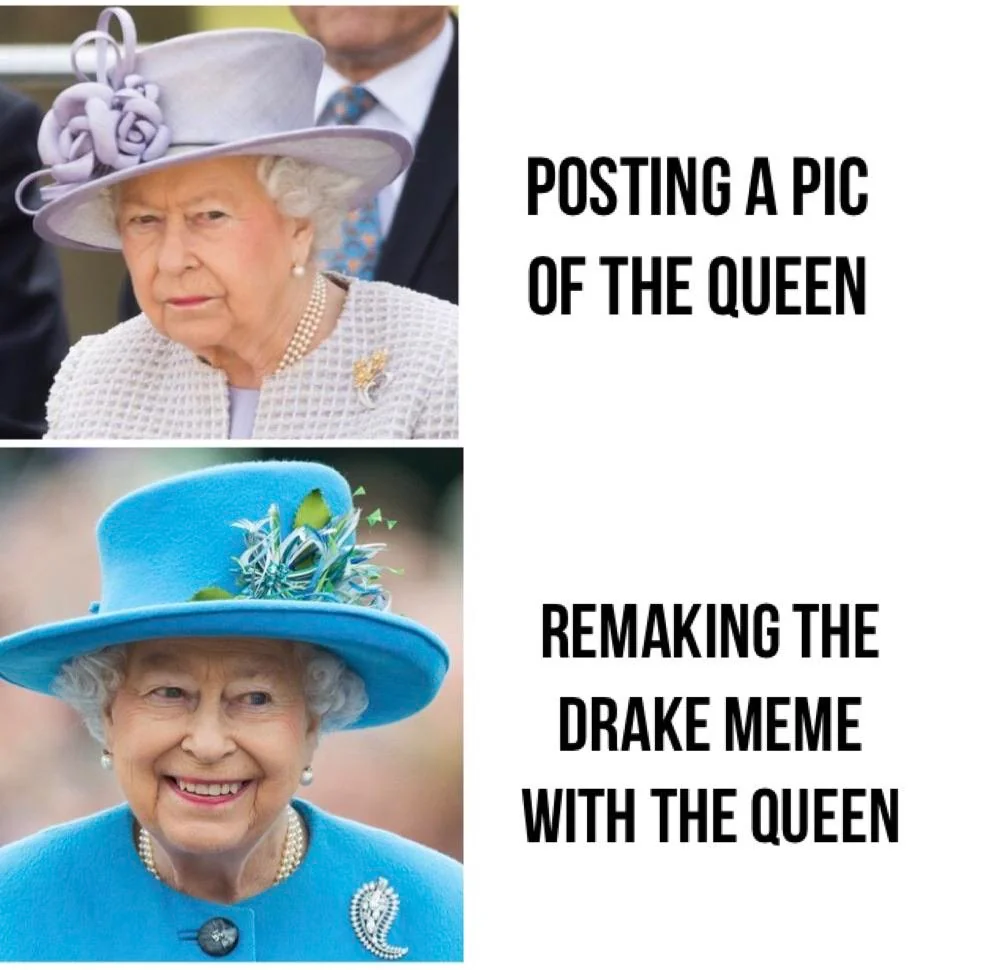 POSTING A PIC
OF THE QUEEN
REMAKING THE
DRAKE MEME
WITH THE QUEEN